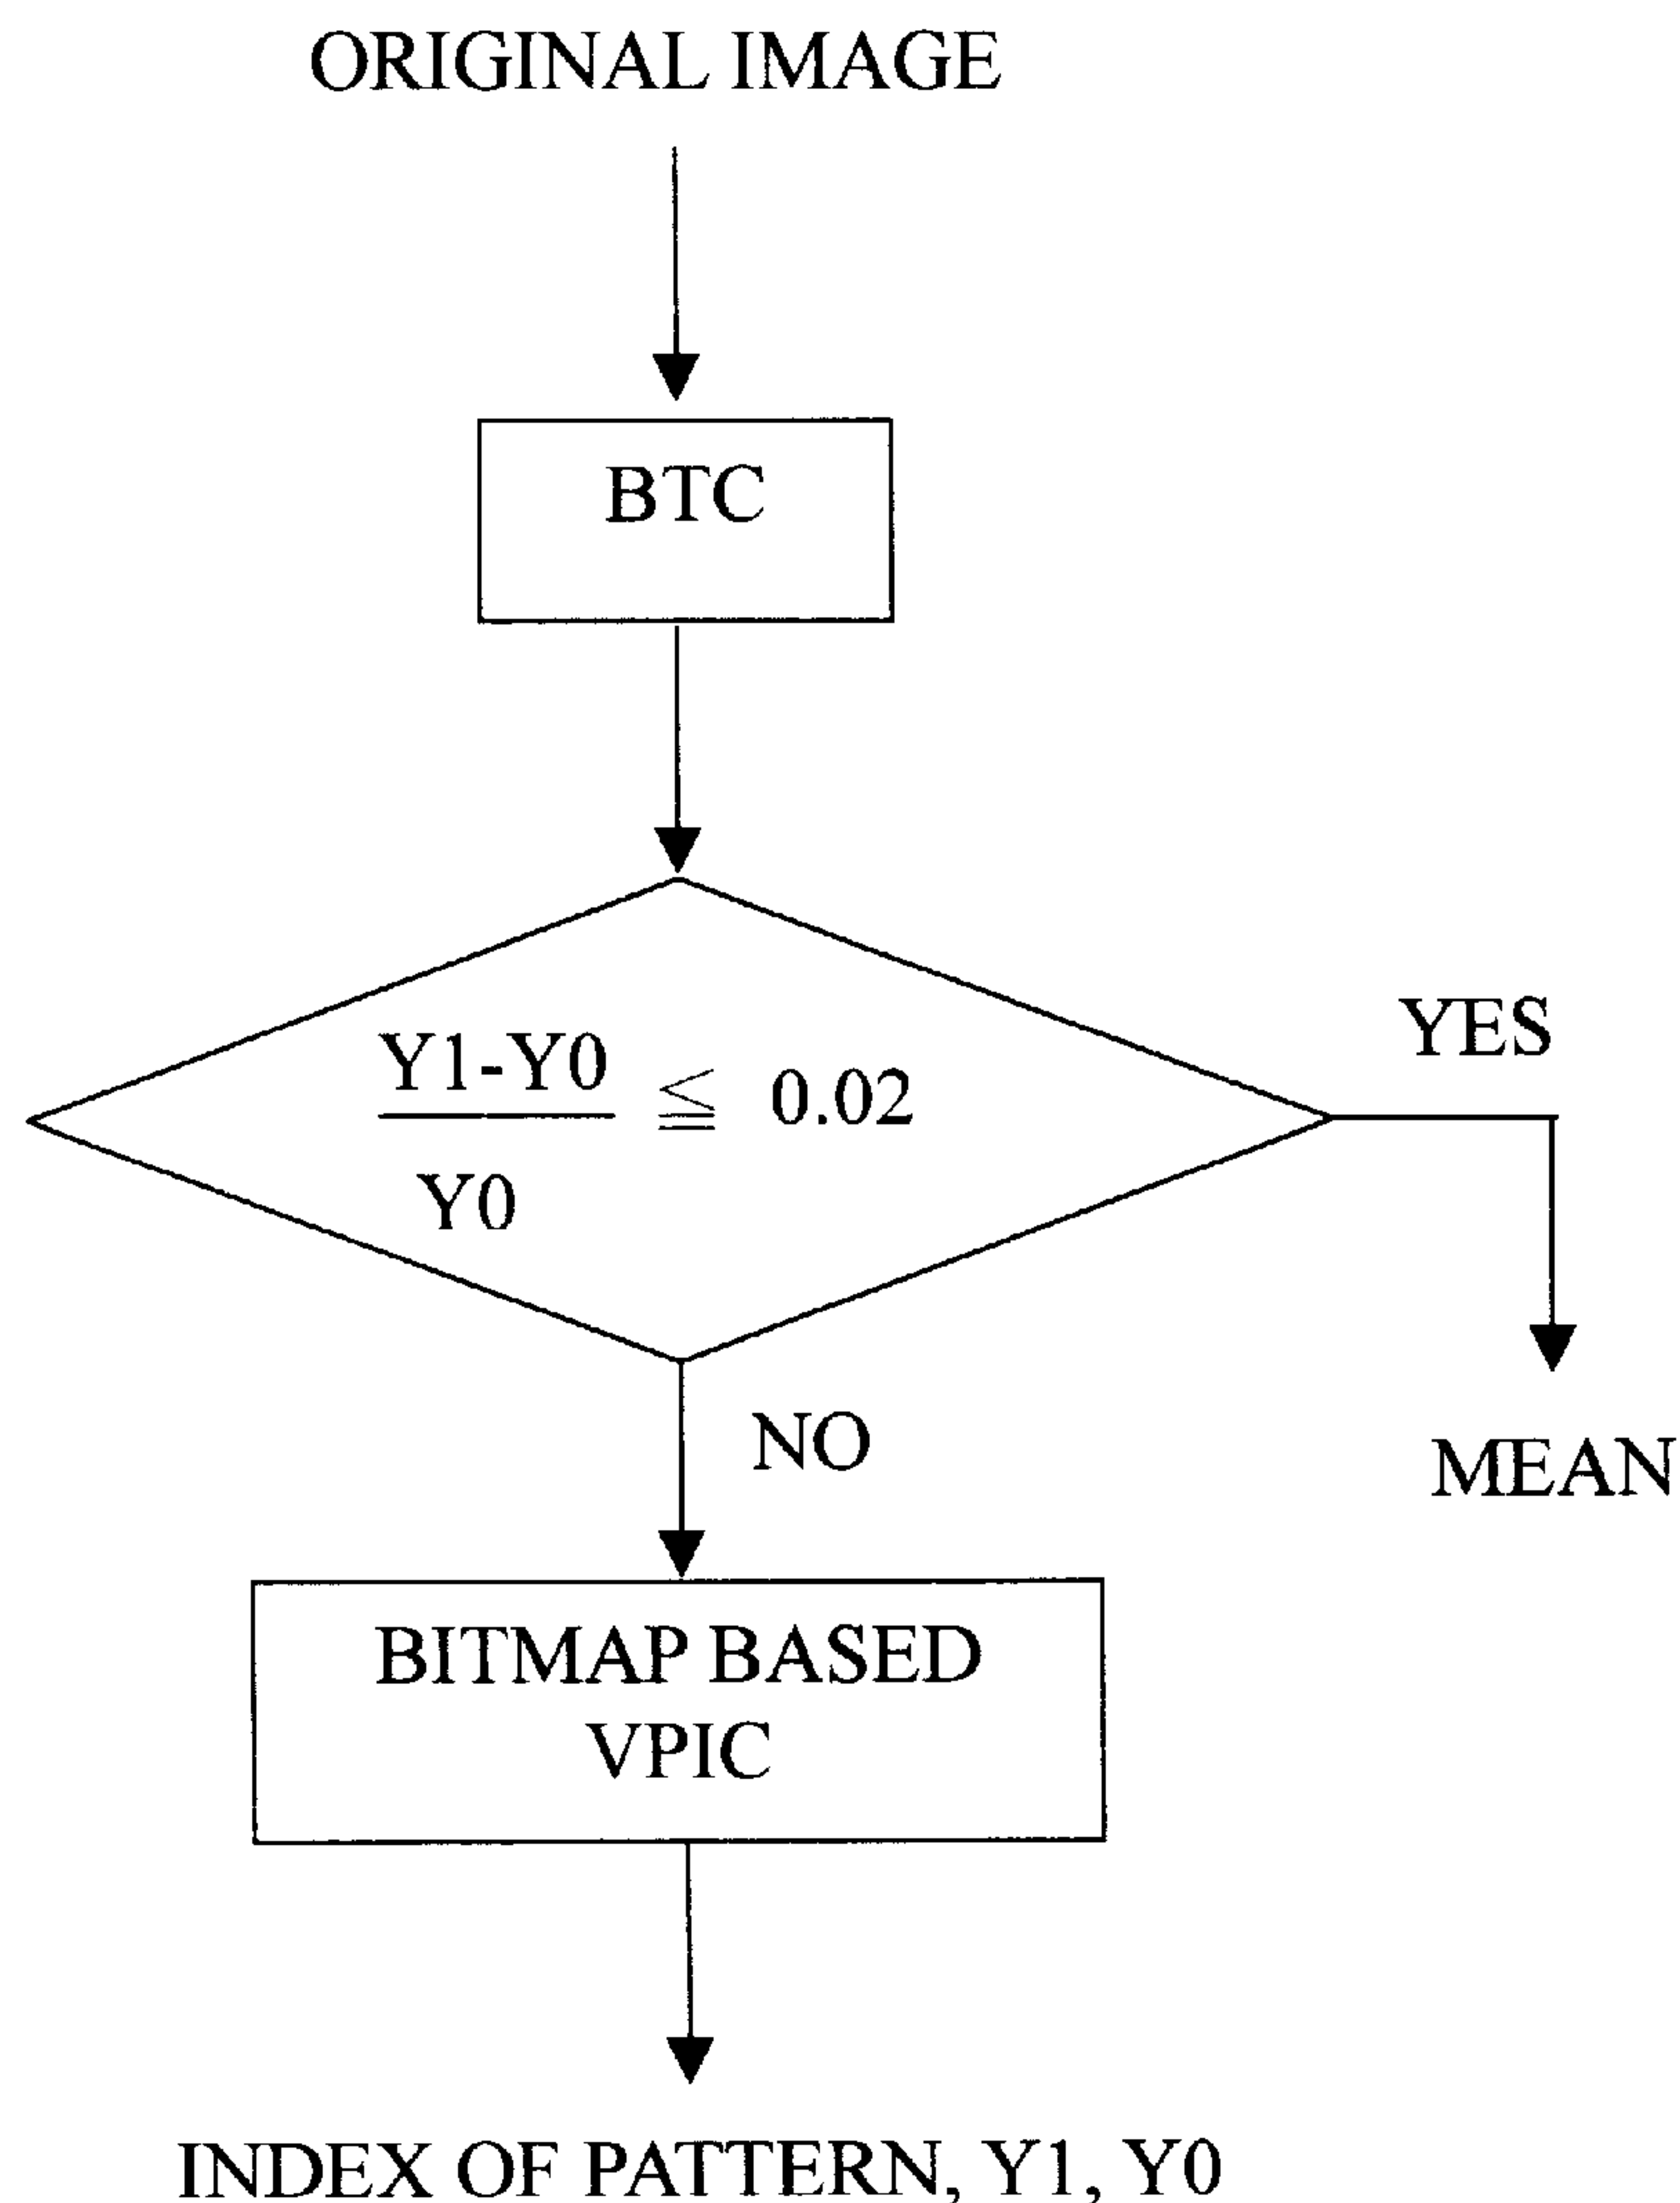 ORIGINAL IMAGE
BTC
Y1-Y0
≦ 0.02
Y0
YES
NO
MEAN
BITMAP BASED
VPIC
INDEX OF PATTERN, Y1, Y0